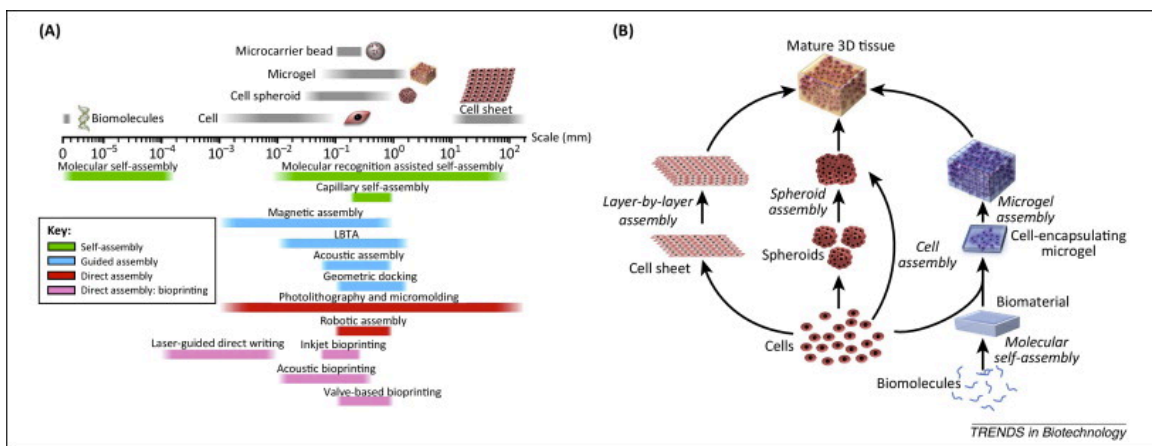 (A)
Microcarrier bead
Microgel
Cell spheroid
Cell sheet
Biomolecules
Cell
Scale (mm)
0 10⁻⁵ 10⁻⁴ 10⁻³ 10⁻² 10⁻¹ 10⁰ 10¹ 10²
Molecular self-assembly
Molecular recognition assisted self-assembly
Capillary self-assembly
Magnetic assembly
LBTA
Acoustic assembly
Geometric docking
Photolithography and micromolding
Robotic assembly
Laser-guided direct writing
Inkjet bioprinting
Acoustic bioprinting
Valve-based bioprinting
Key:
Self-assembly
Guided assembly
Direct assembly
Direct assembly: bioprinting
(B)
Mature 3D tissue
Layer-by-layer
assembly
Cell sheet
Spheroid
assembly
Spheroids
Cell
assembly
Cells
Microgel
assembly
Cell-encapsulating
microgel
Biomaterial
Molecular
self-assembly
Biomolecules
TRENDS in Biotechnology